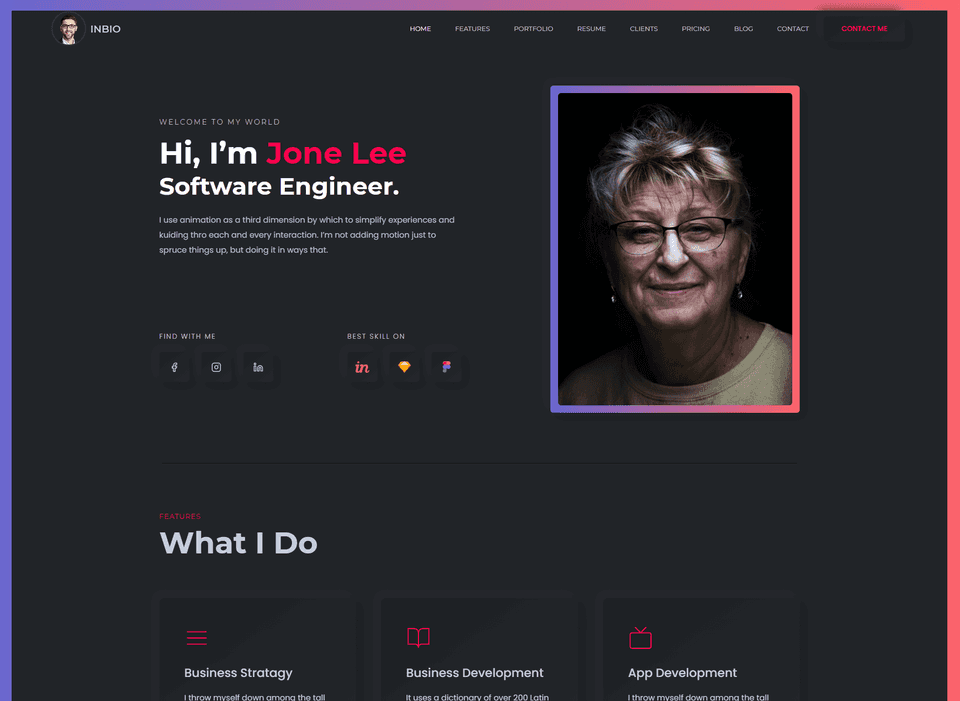 INBIO
HOME FEATURES PORTFOLIO RESUME CLIENTS PRICING BLOG CONTACT CONTACT ME
WELCOME TO MY WORLD
Hi, I'm Jone Lee
Software Engineer.
I use animation as a third dimension by which to simplify experiences and
kuiding thro each and every interaction. I'm not adding motion just to
spruce things up, but doing it in ways that.
FIND WITH ME
BEST SKILL ON
in
FEATURES
What I Do
Business Stratagy
I throw myself down among the tall
Business Development
It uses a dictionary of over 200 Latin
App Development
I throw myself down among the tall